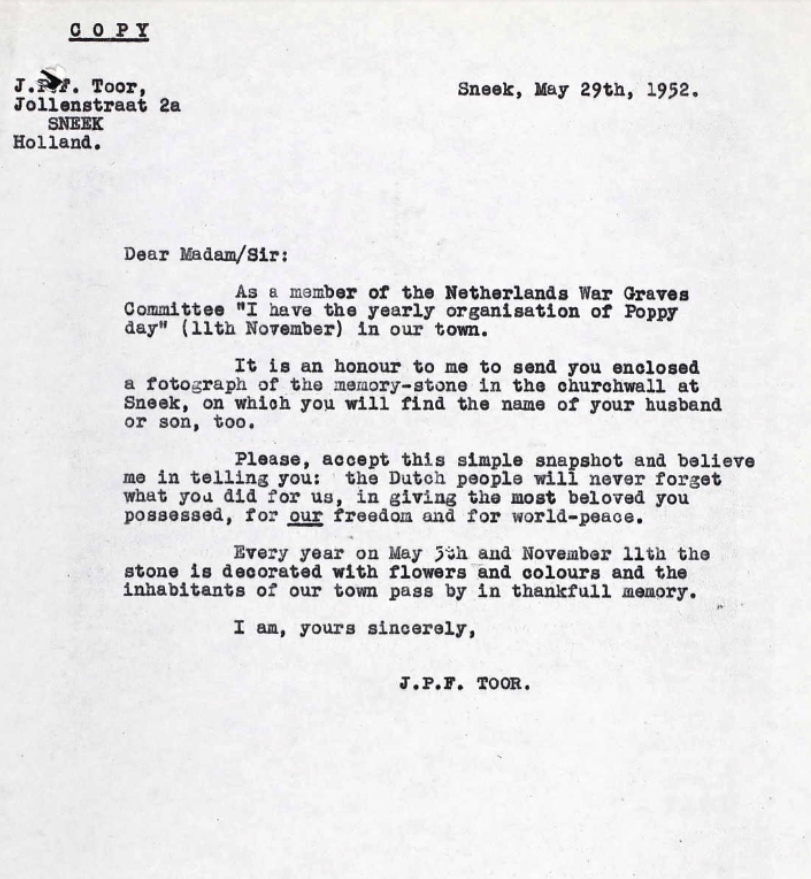 C O P Y
J.P.F. Toor,
Sneek, May 29th, 1952.
Jollenstraat 2a
SNEEK
Holland.
Dear Madam/Sir:
As a member of the Netherlands War Graves
Committee "I have the yearly organisation of Poppy
day" (11th November) in our town.
It is an honour to me to send you enclosed
a fotograph of the memory-stone in the churchwall at
Sneek, on which you will find the name of your husband
or son, too.
Please, accept this simple snapshot and believe
me in telling you: the Dutch people will never forget
what you did for us, in giving the most beloved you
possessed, for our freedom and for world-peace.
Every year on May 5th and November 11th the
stone is decorated with flowers and colours and the
inhabitants of our town pass by in thankfull memory.
I am, yours sincerely,
J.P.F. TOOR.